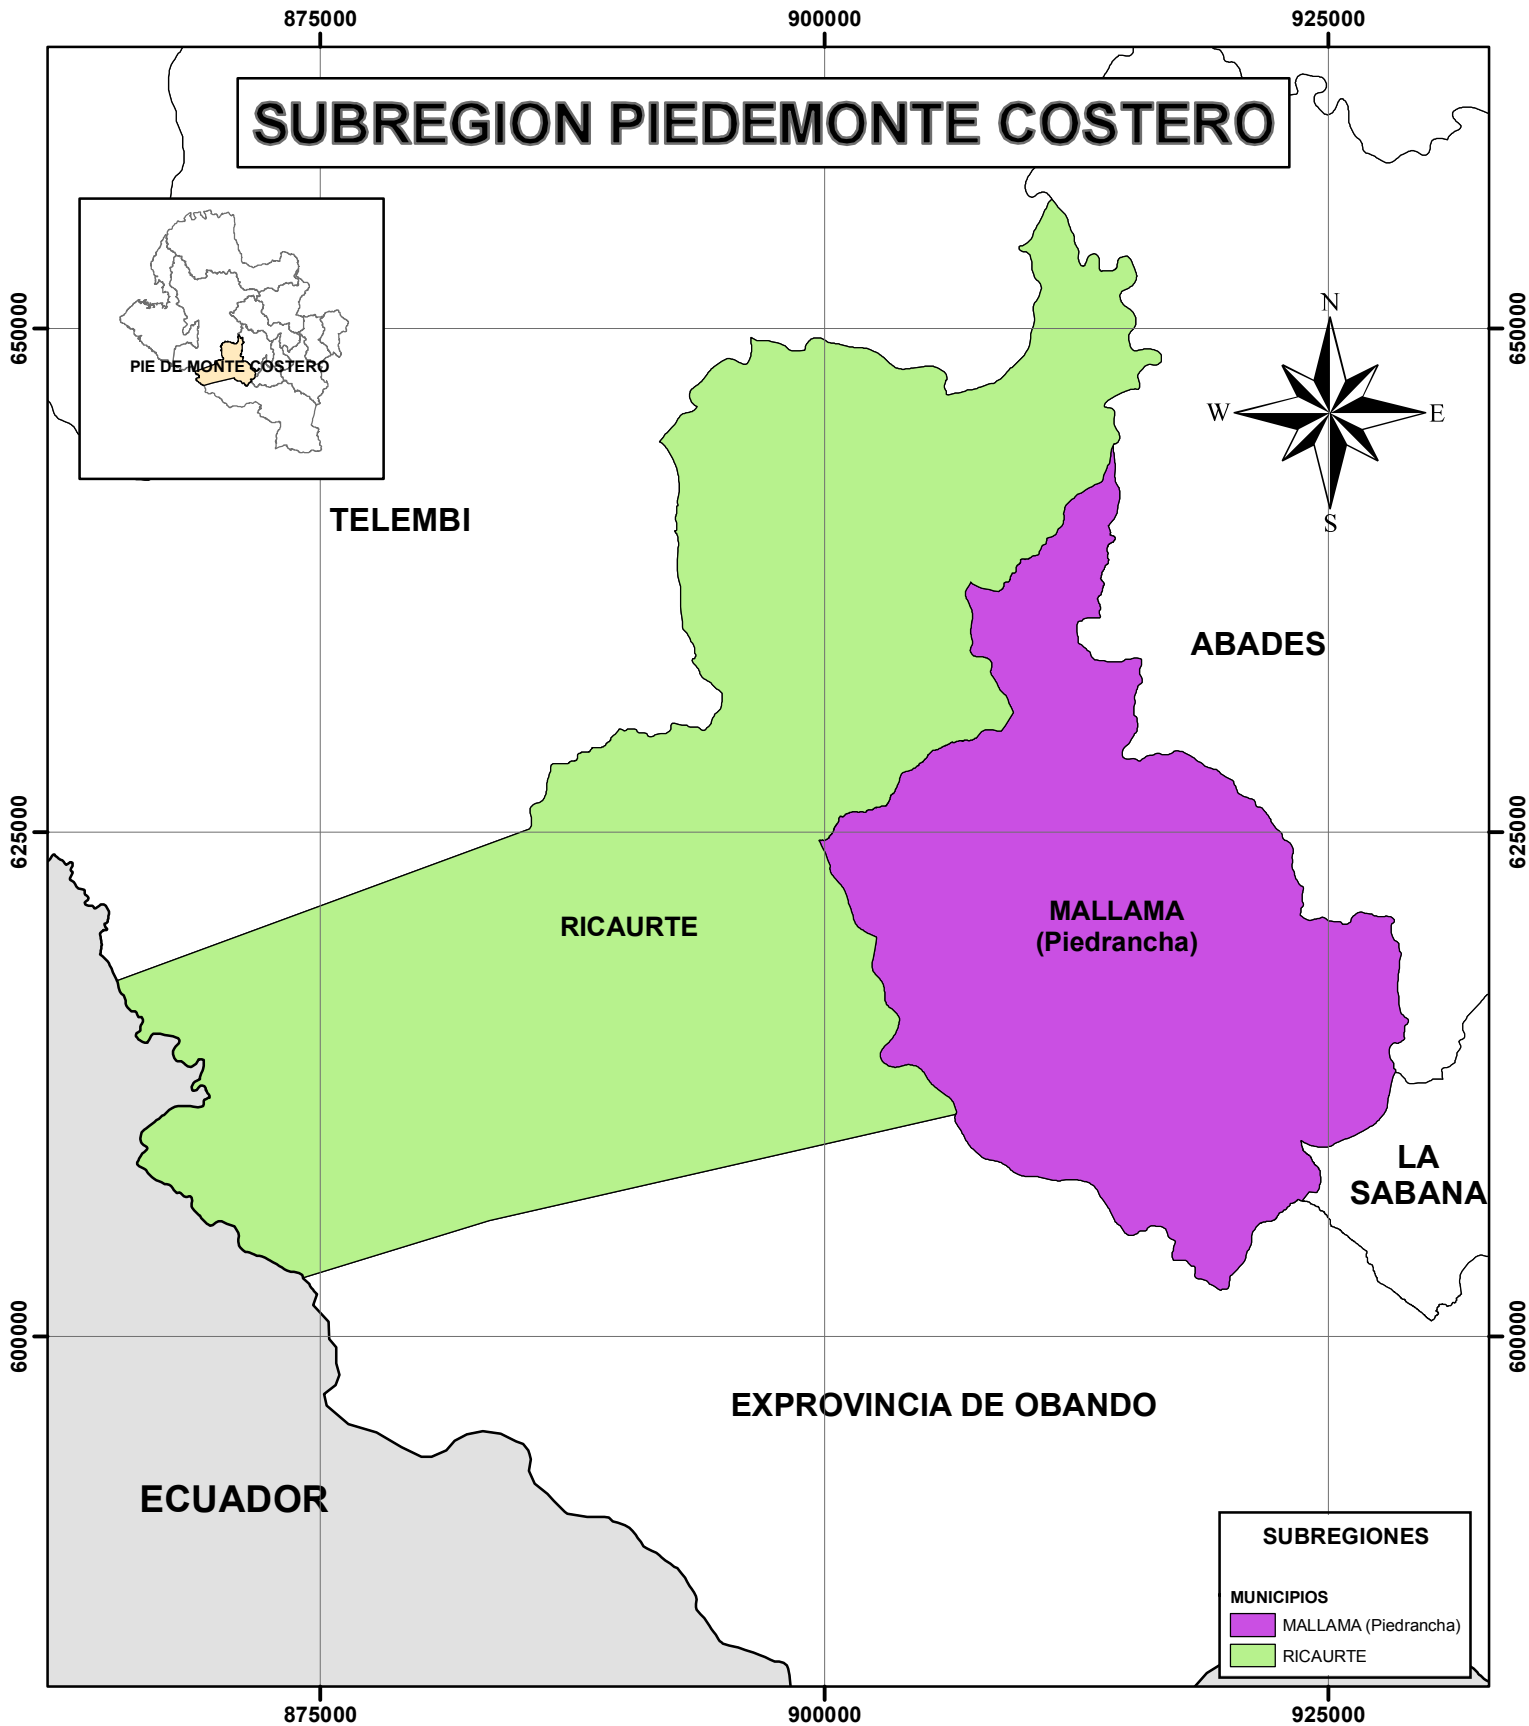 875000
900000
925000
SUBREGION PIEDEMONTE COSTERO
PIE DE MONTE COSTERO
650000
650000
N
W
E
S
TELEMBI
ABADES
625000
625000
RICAURTE
MALLAMA
(Piedrancha)
LA
SABANA
600000
600000
EXPROVINCIA DE OBANDO
ECUADOR
SUBREGIONES
MUNICIPIOS
MALLAMA (Piedrancha)
RICAURTE
875000
900000
925000